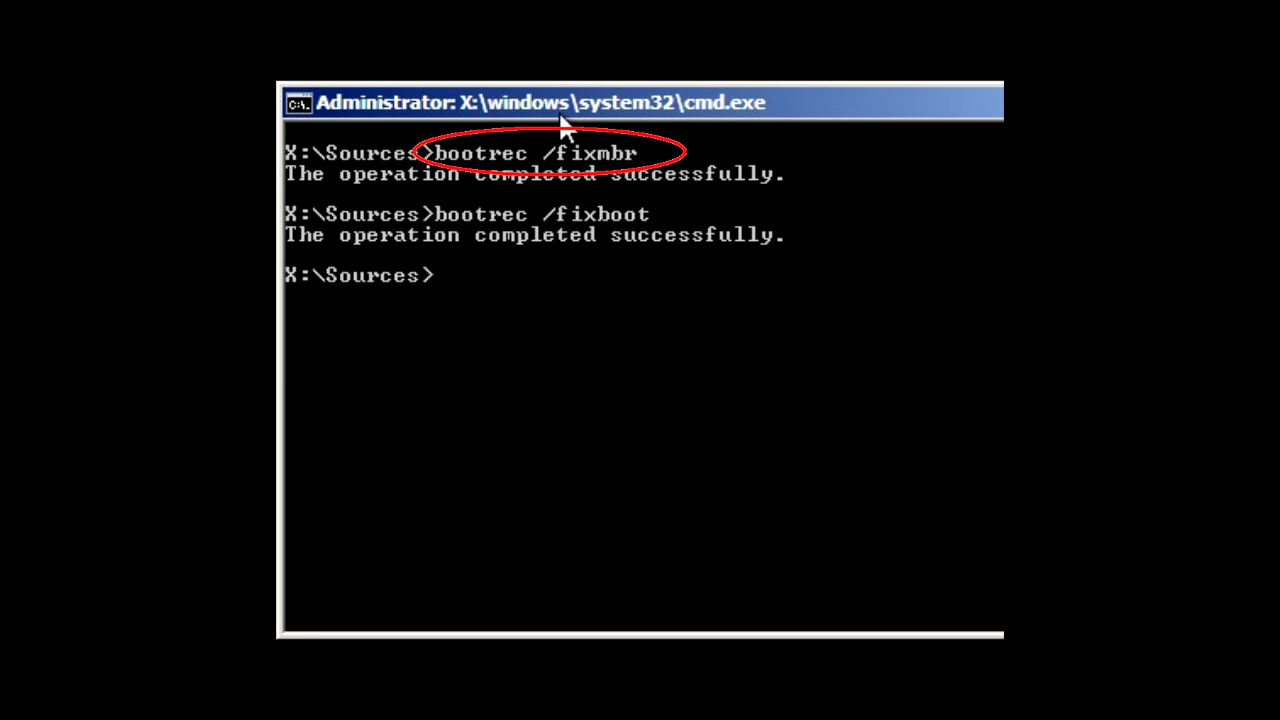 Administrator: X:\windows\system32\cmd.exe
X:\Sources>bootrec /fixmbr
The operation completed successfully.
X:\Sources>bootrec /fixboot
The operation completed successfully.
X:\Sources>